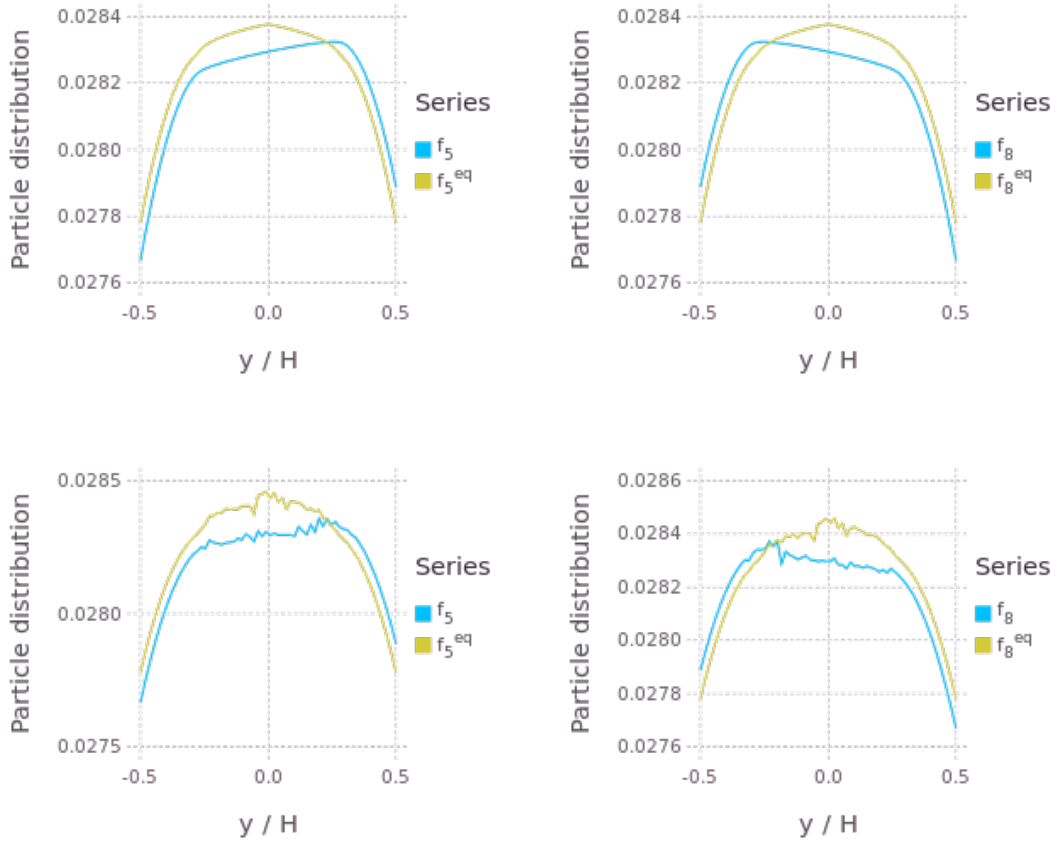 Particle distribution
0.0284
0.0282
0.0280
0.0278
0.0276
-0.5 0.0 0.5
y / H
Series
f5
f5eq
Particle distribution
0.0284
0.0282
0.0280
0.0278
0.0276
-0.5 0.0 0.5
y / H
Series
f8
f8eq
Particle distribution
0.0285
0.0280
0.0275
-0.5 0.0 0.5
y / H
Series
f5
f5eq
Particle distribution
0.0286
0.0284
0.0282
0.0280
0.0278
0.0276
-0.5 0.0 0.5
y / H
Series
f8
f8eq